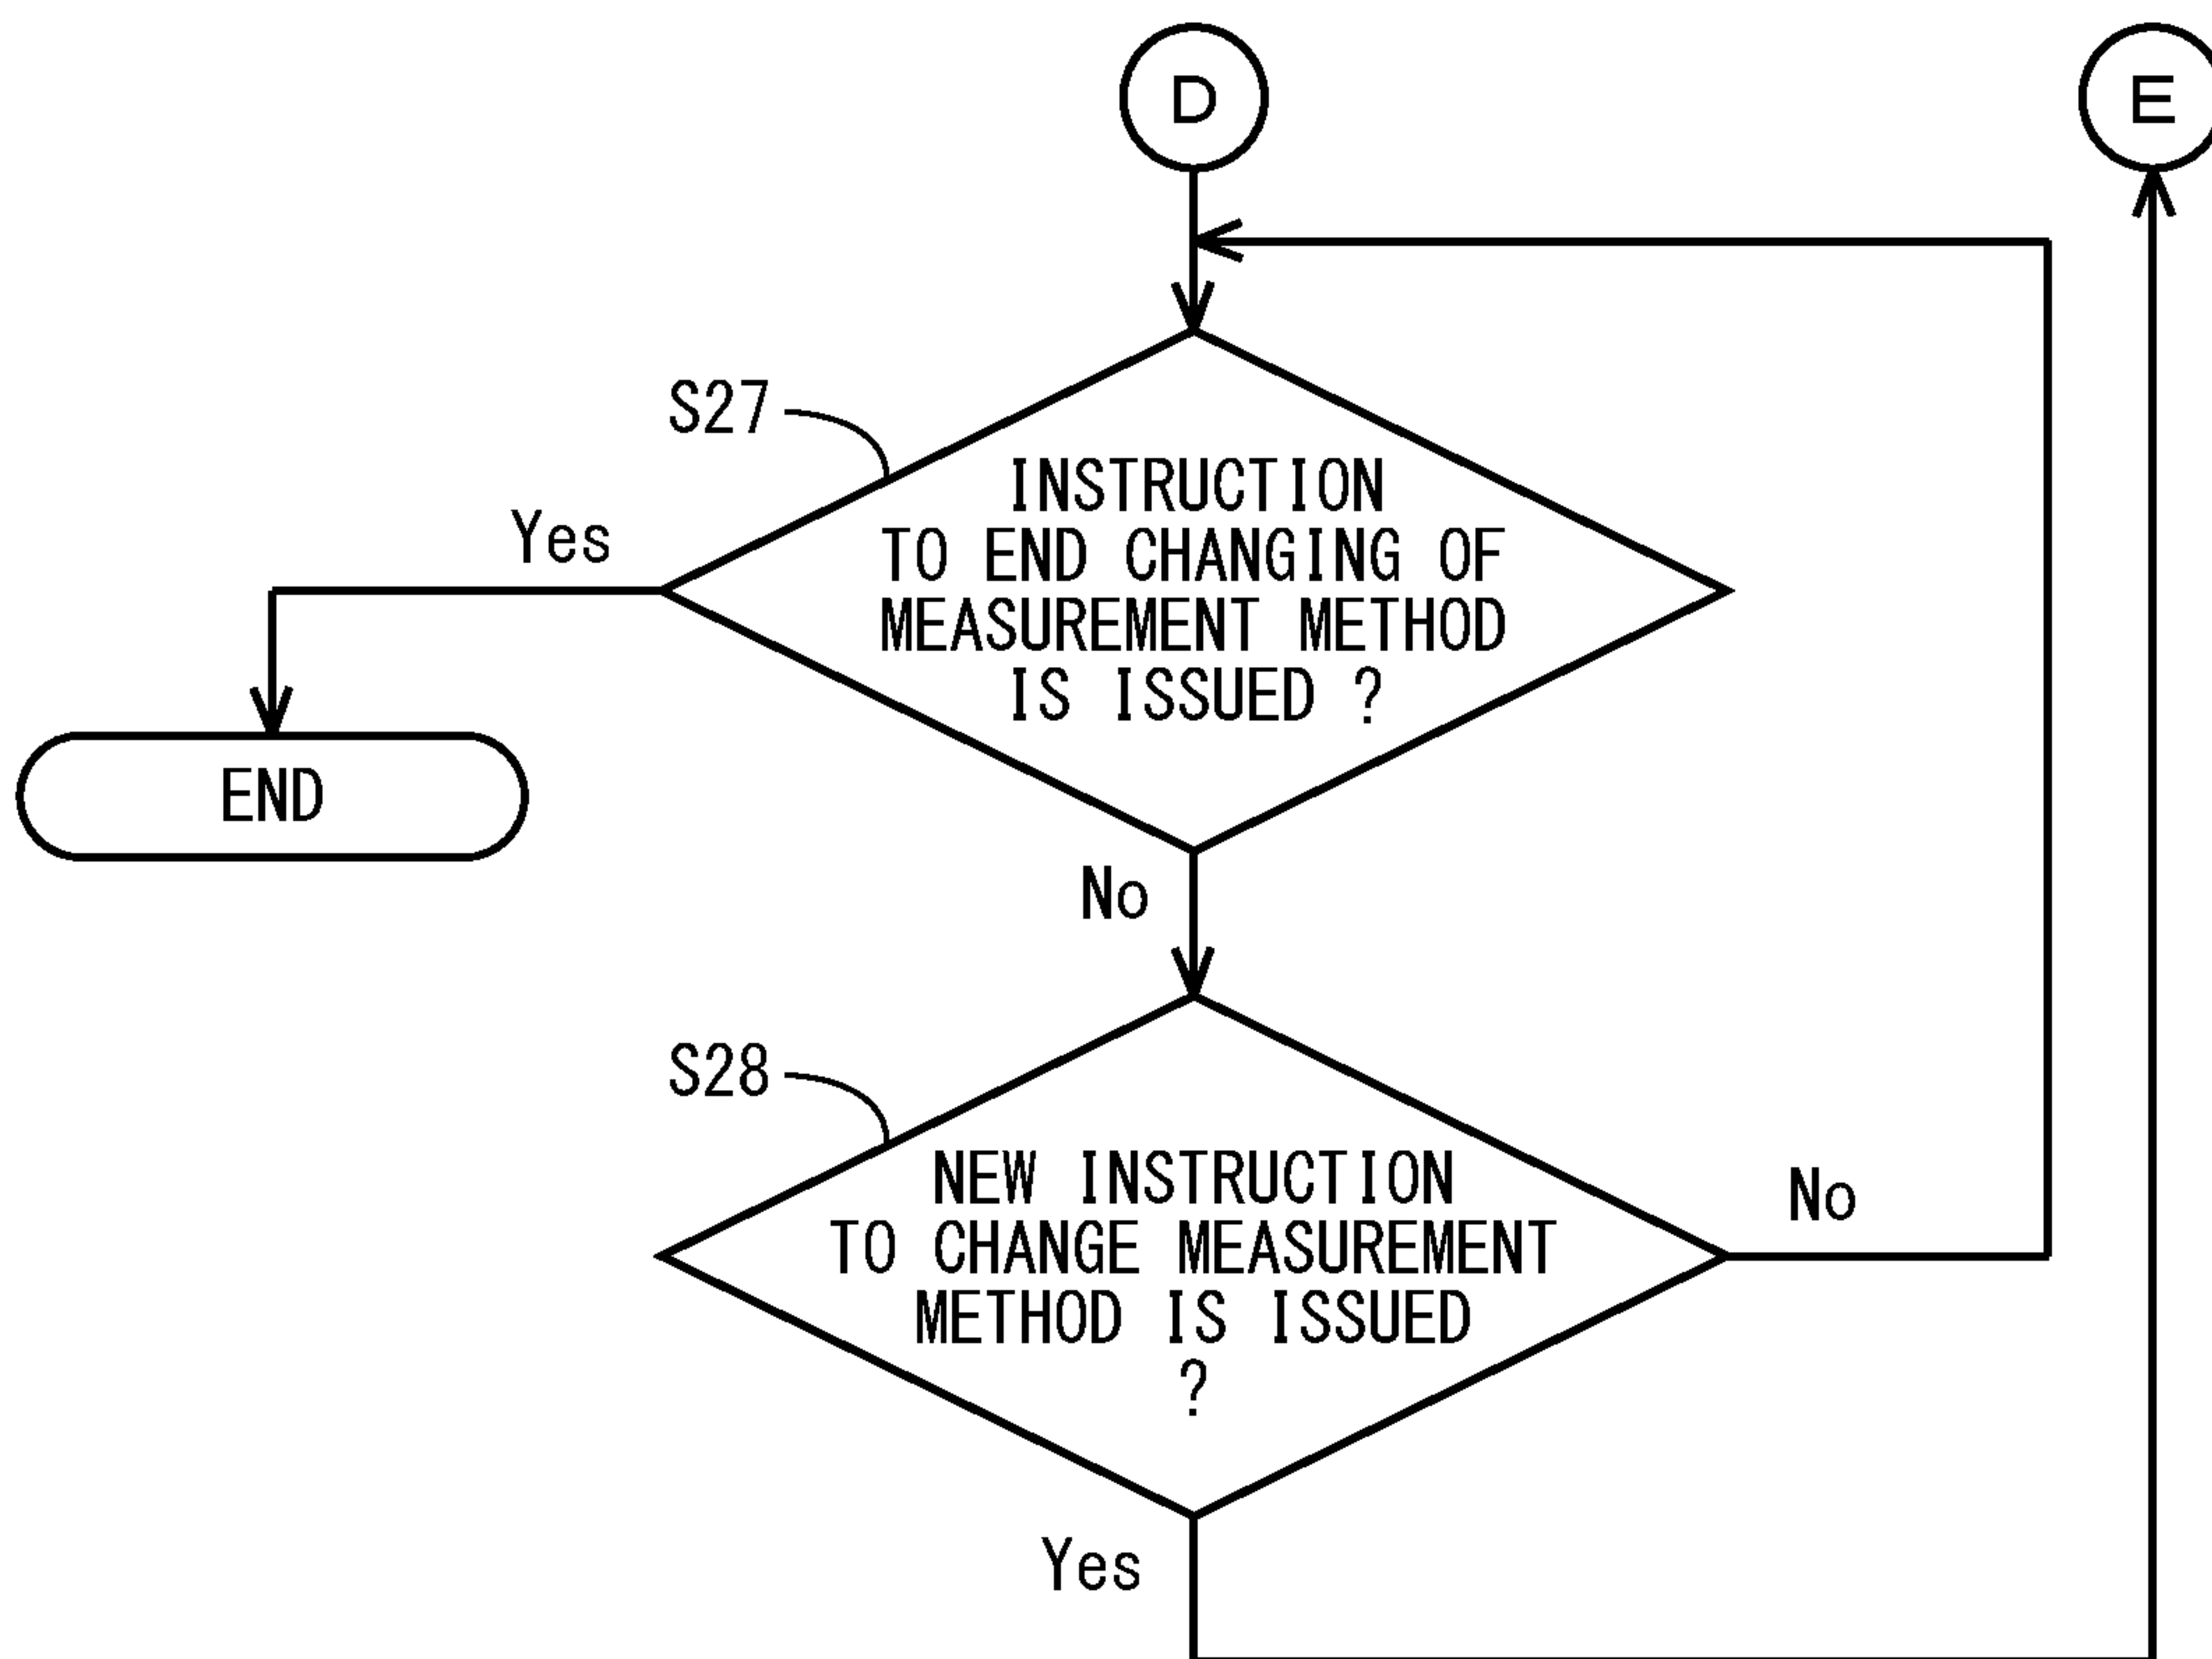 D
E
S27
INSTRUCTION
TO END CHANGING OF
MEASUREMENT METHOD
IS ISSUED ?
Yes
END
No
S28
NEW INSTRUCTION
TO CHANGE MEASUREMENT
METHOD IS ISSUED
?
No
Yes